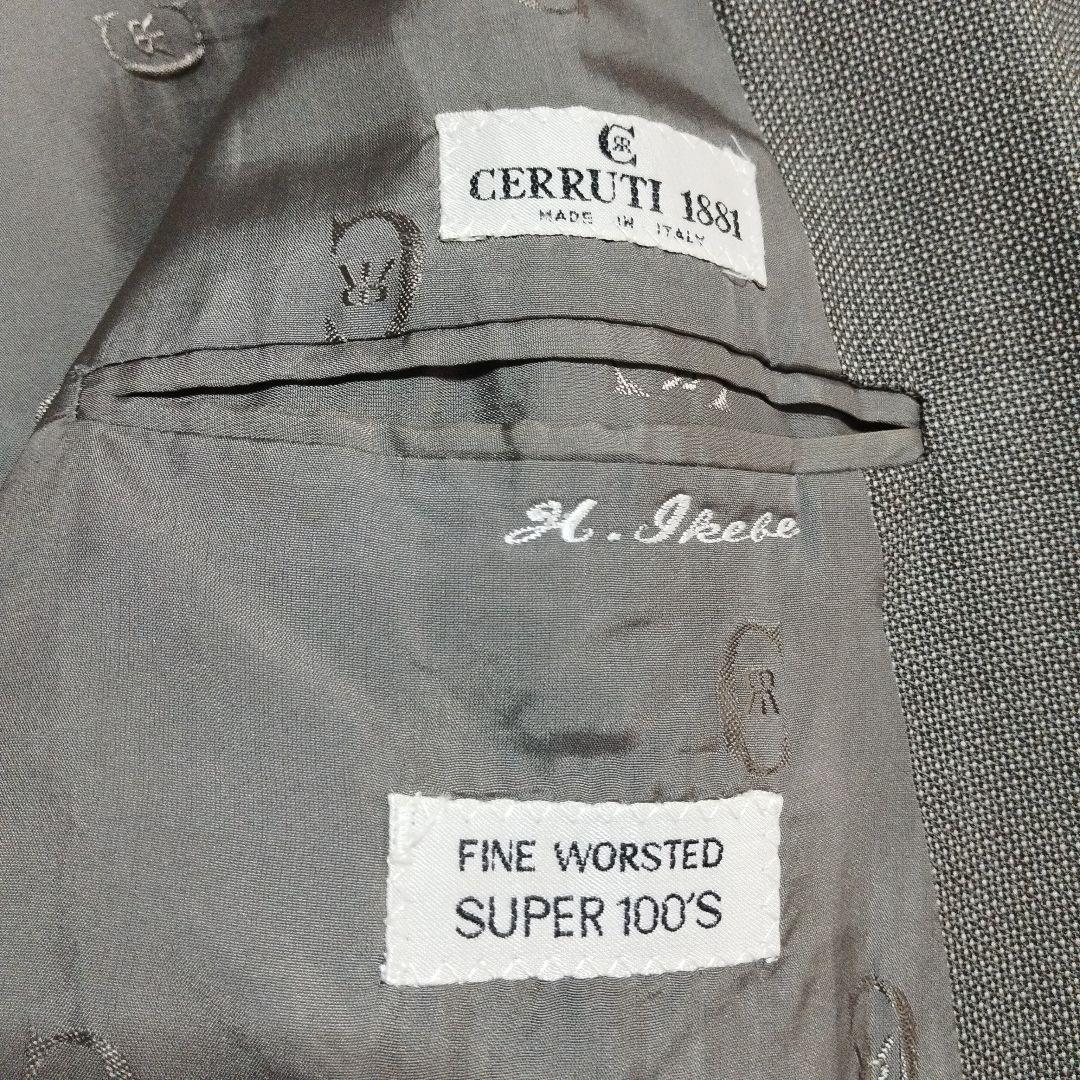 CERRUTI 1881
MADE IN ITALY
H. Ikebe
FINE WORSTED
SUPER 100'S